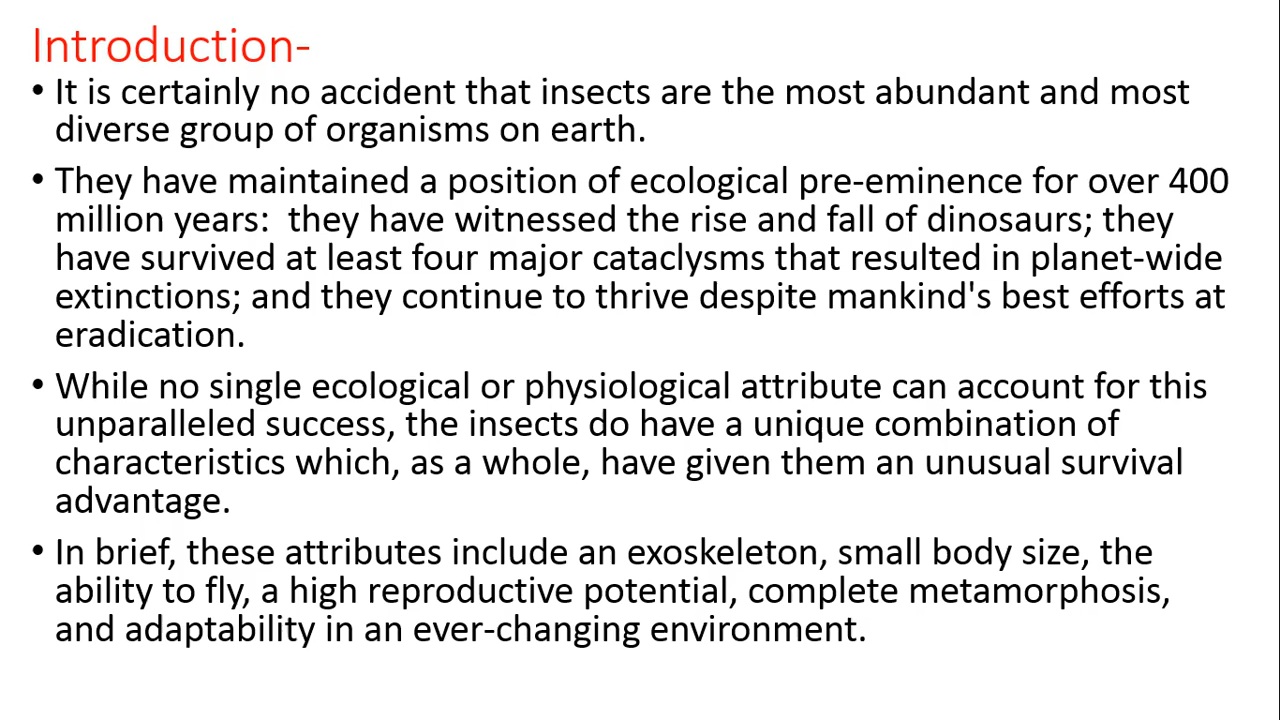 Introduction-
• It is certainly no accident that insects are the most abundant and most
diverse group of organisms on earth.
• They have maintained a position of ecological pre-eminence for over 400
million years:  they have witnessed the rise and fall of dinosaurs; they
have survived at least four major cataclysms that resulted in planet-wide
extinctions; and they continue to thrive despite mankind's best efforts at
eradication.
• While no single ecological or physiological attribute can account for this
unparalleled success, the insects do have a unique combination of
characteristics which, as a whole, have given them an unusual survival
advantage.
• In brief, these attributes include an exoskeleton, small body size, the
ability to fly, a high reproductive potential, complete metamorphosis,
and adaptability in an ever-changing environment.